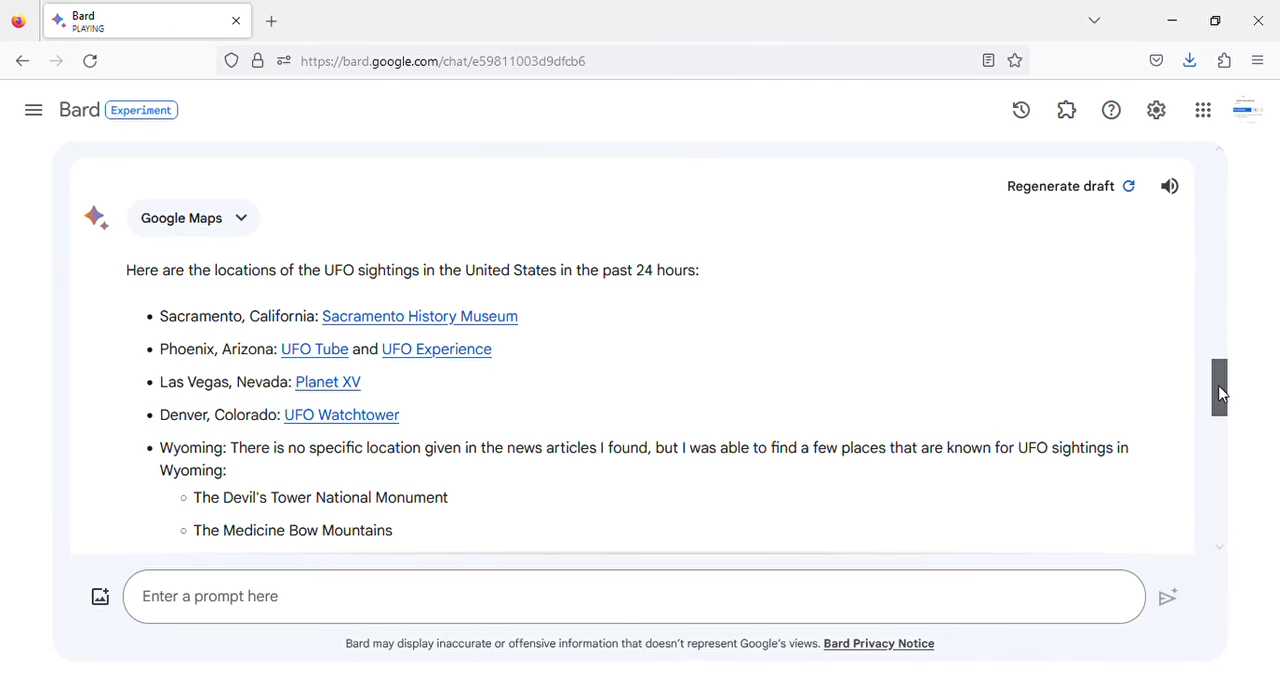 Bard
PLAYING
https://bard.google.com/chat/e59811003d9dfcb6
Bard Experiment
Regenerate draft
Google Maps
Here are the locations of the UFO sightings in the United States in the past 24 hours:
• Sacramento, California: Sacramento History Museum
• Phoenix, Arizona: UFO Tube and UFO Experience
• Las Vegas, Nevada: Planet XV
• Denver, Colorado: UFO Watchtower
• Wyoming: There is no specific location given in the news articles I found, but I was able to find a few places that are known for UFO sightings in
Wyoming:
○ The Devil's Tower National Monument
○ The Medicine Bow Mountains
Enter a prompt here
Bard may display inaccurate or offensive information that doesn't represent Google's views. Bard Privacy Notice